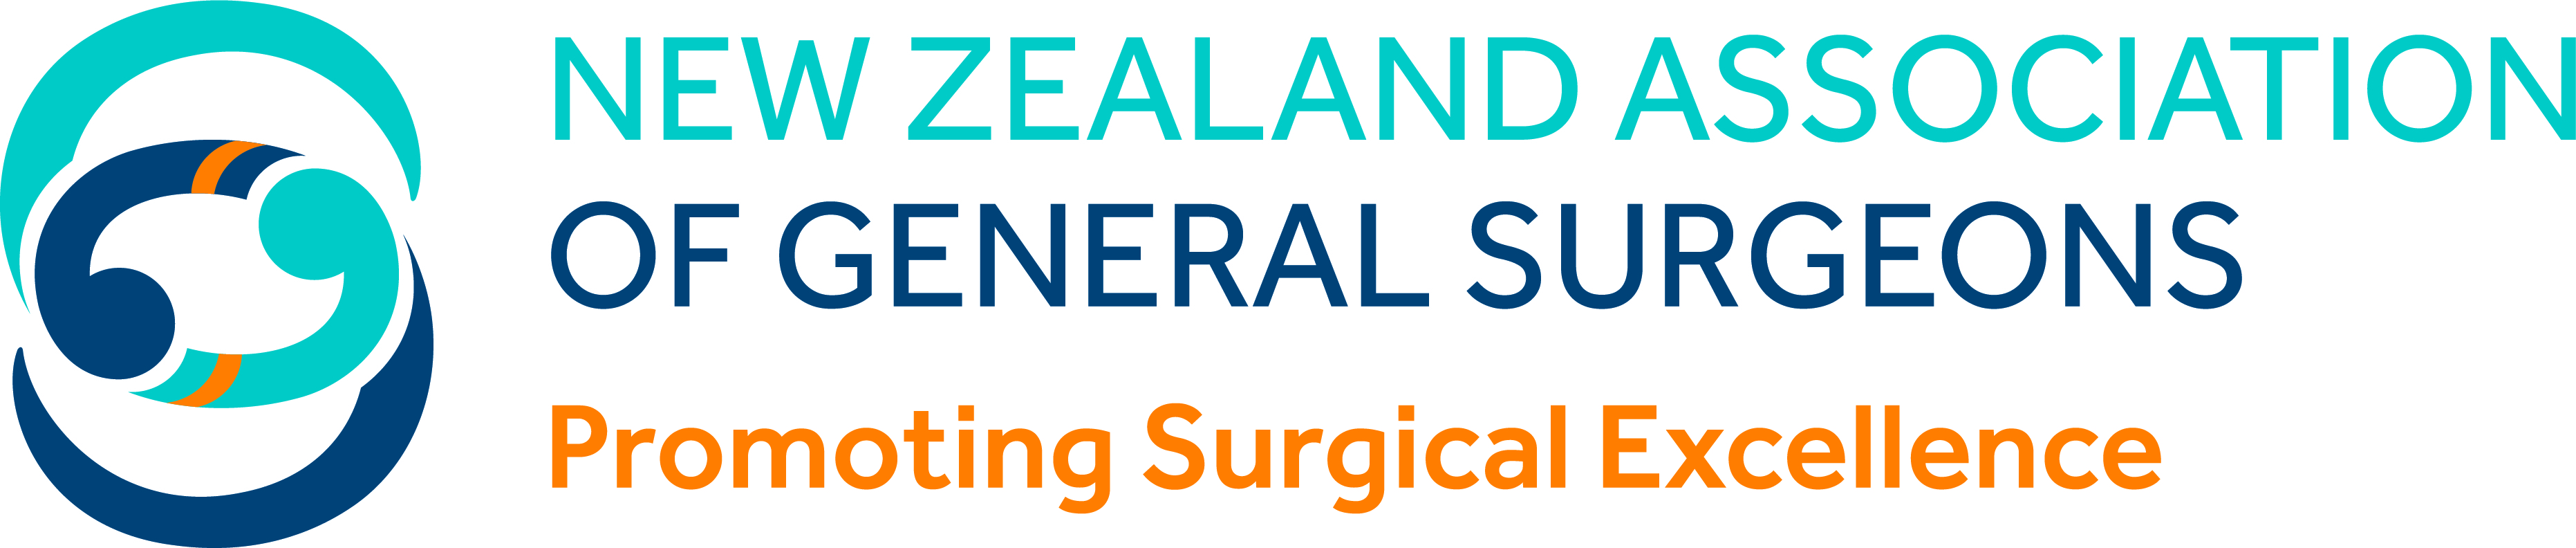 NEW ZEALAND ASSOCIATION
OF GENERAL SURGEONS
Promoting Surgical Excellence